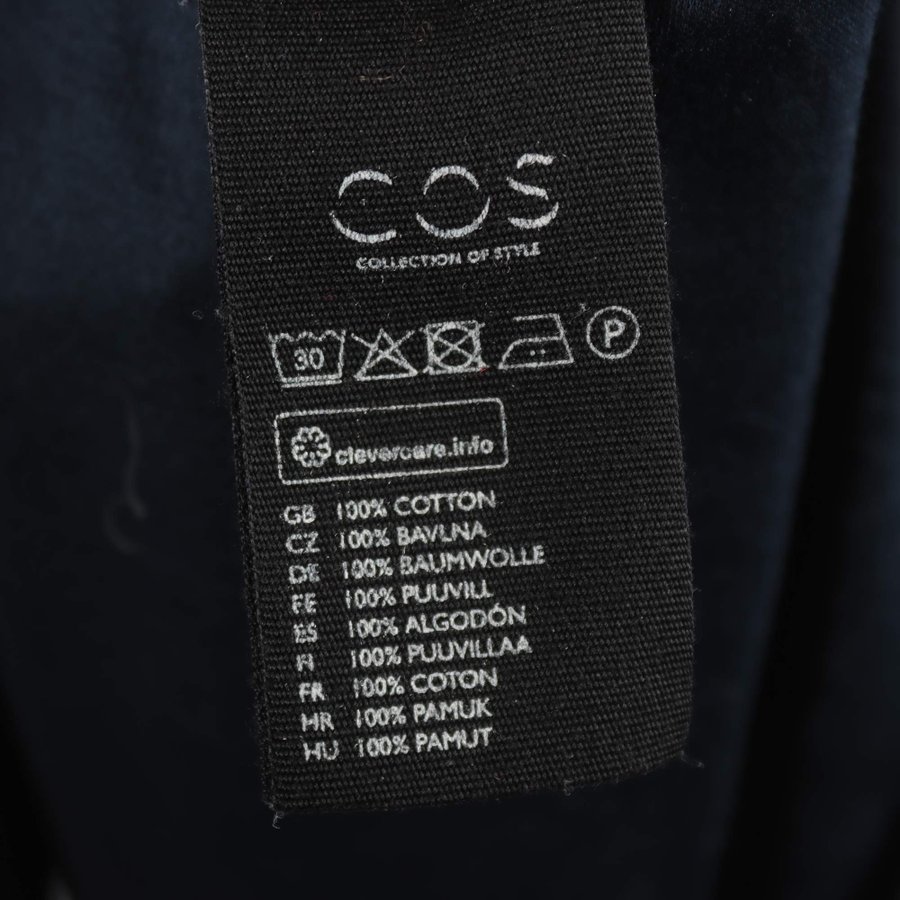 COS
COLLECTION OF STYLE
30 P
clevercare.info
GB 100% COTTON
CZ 100% BAVLNA
DE 100% BAUMWOLLE
EE 100% PUUVILL
ES 100% ALGODÓN
FI 100% PUUVILLAA
FR 100% COTON
HR 100% PAMUK
HU 100% PAMUT